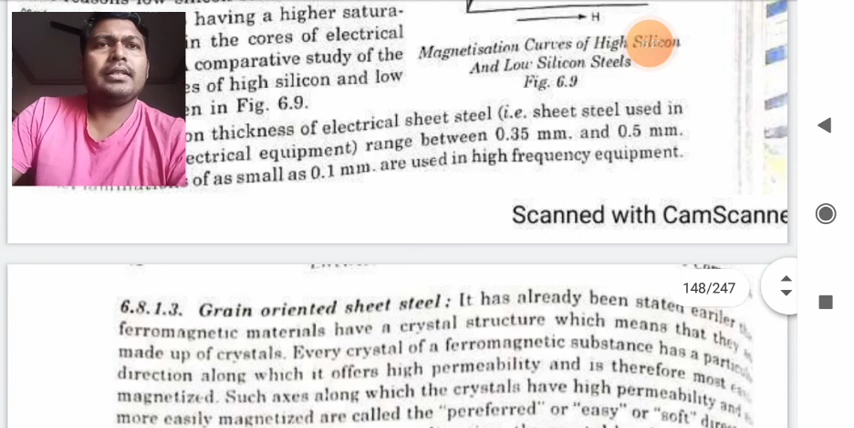 having a higher satura-
in the cores of electrical
comparative study of the
es of high silicon and low
en in Fig. 6.9.
H
Magnetisation Curves of High Silicon
And Low Silicon Steels
Fig. 6.9
on thickness of electrical sheet steel (i.e. sheet steel used in
ectrical equipment) range between 0.35 mm. and 0.5 mm.
of as small as 0.1 mm. are used in high frequency equipment.
Scanned with CamScanne
148/247
6.8.1.3. Grain oriented sheet steel: It has already been stated eariler
ferromagnetic materials have a crystal structure which means that they
made up of crystals. Every crystal of a ferromagnetic substance has a
direction along which it offers high permeability and is therefore most
magnetized. Such axes along which the crystals have high permeability and
more easily magnetized are called the "pereferred" or "easy" or "soft"